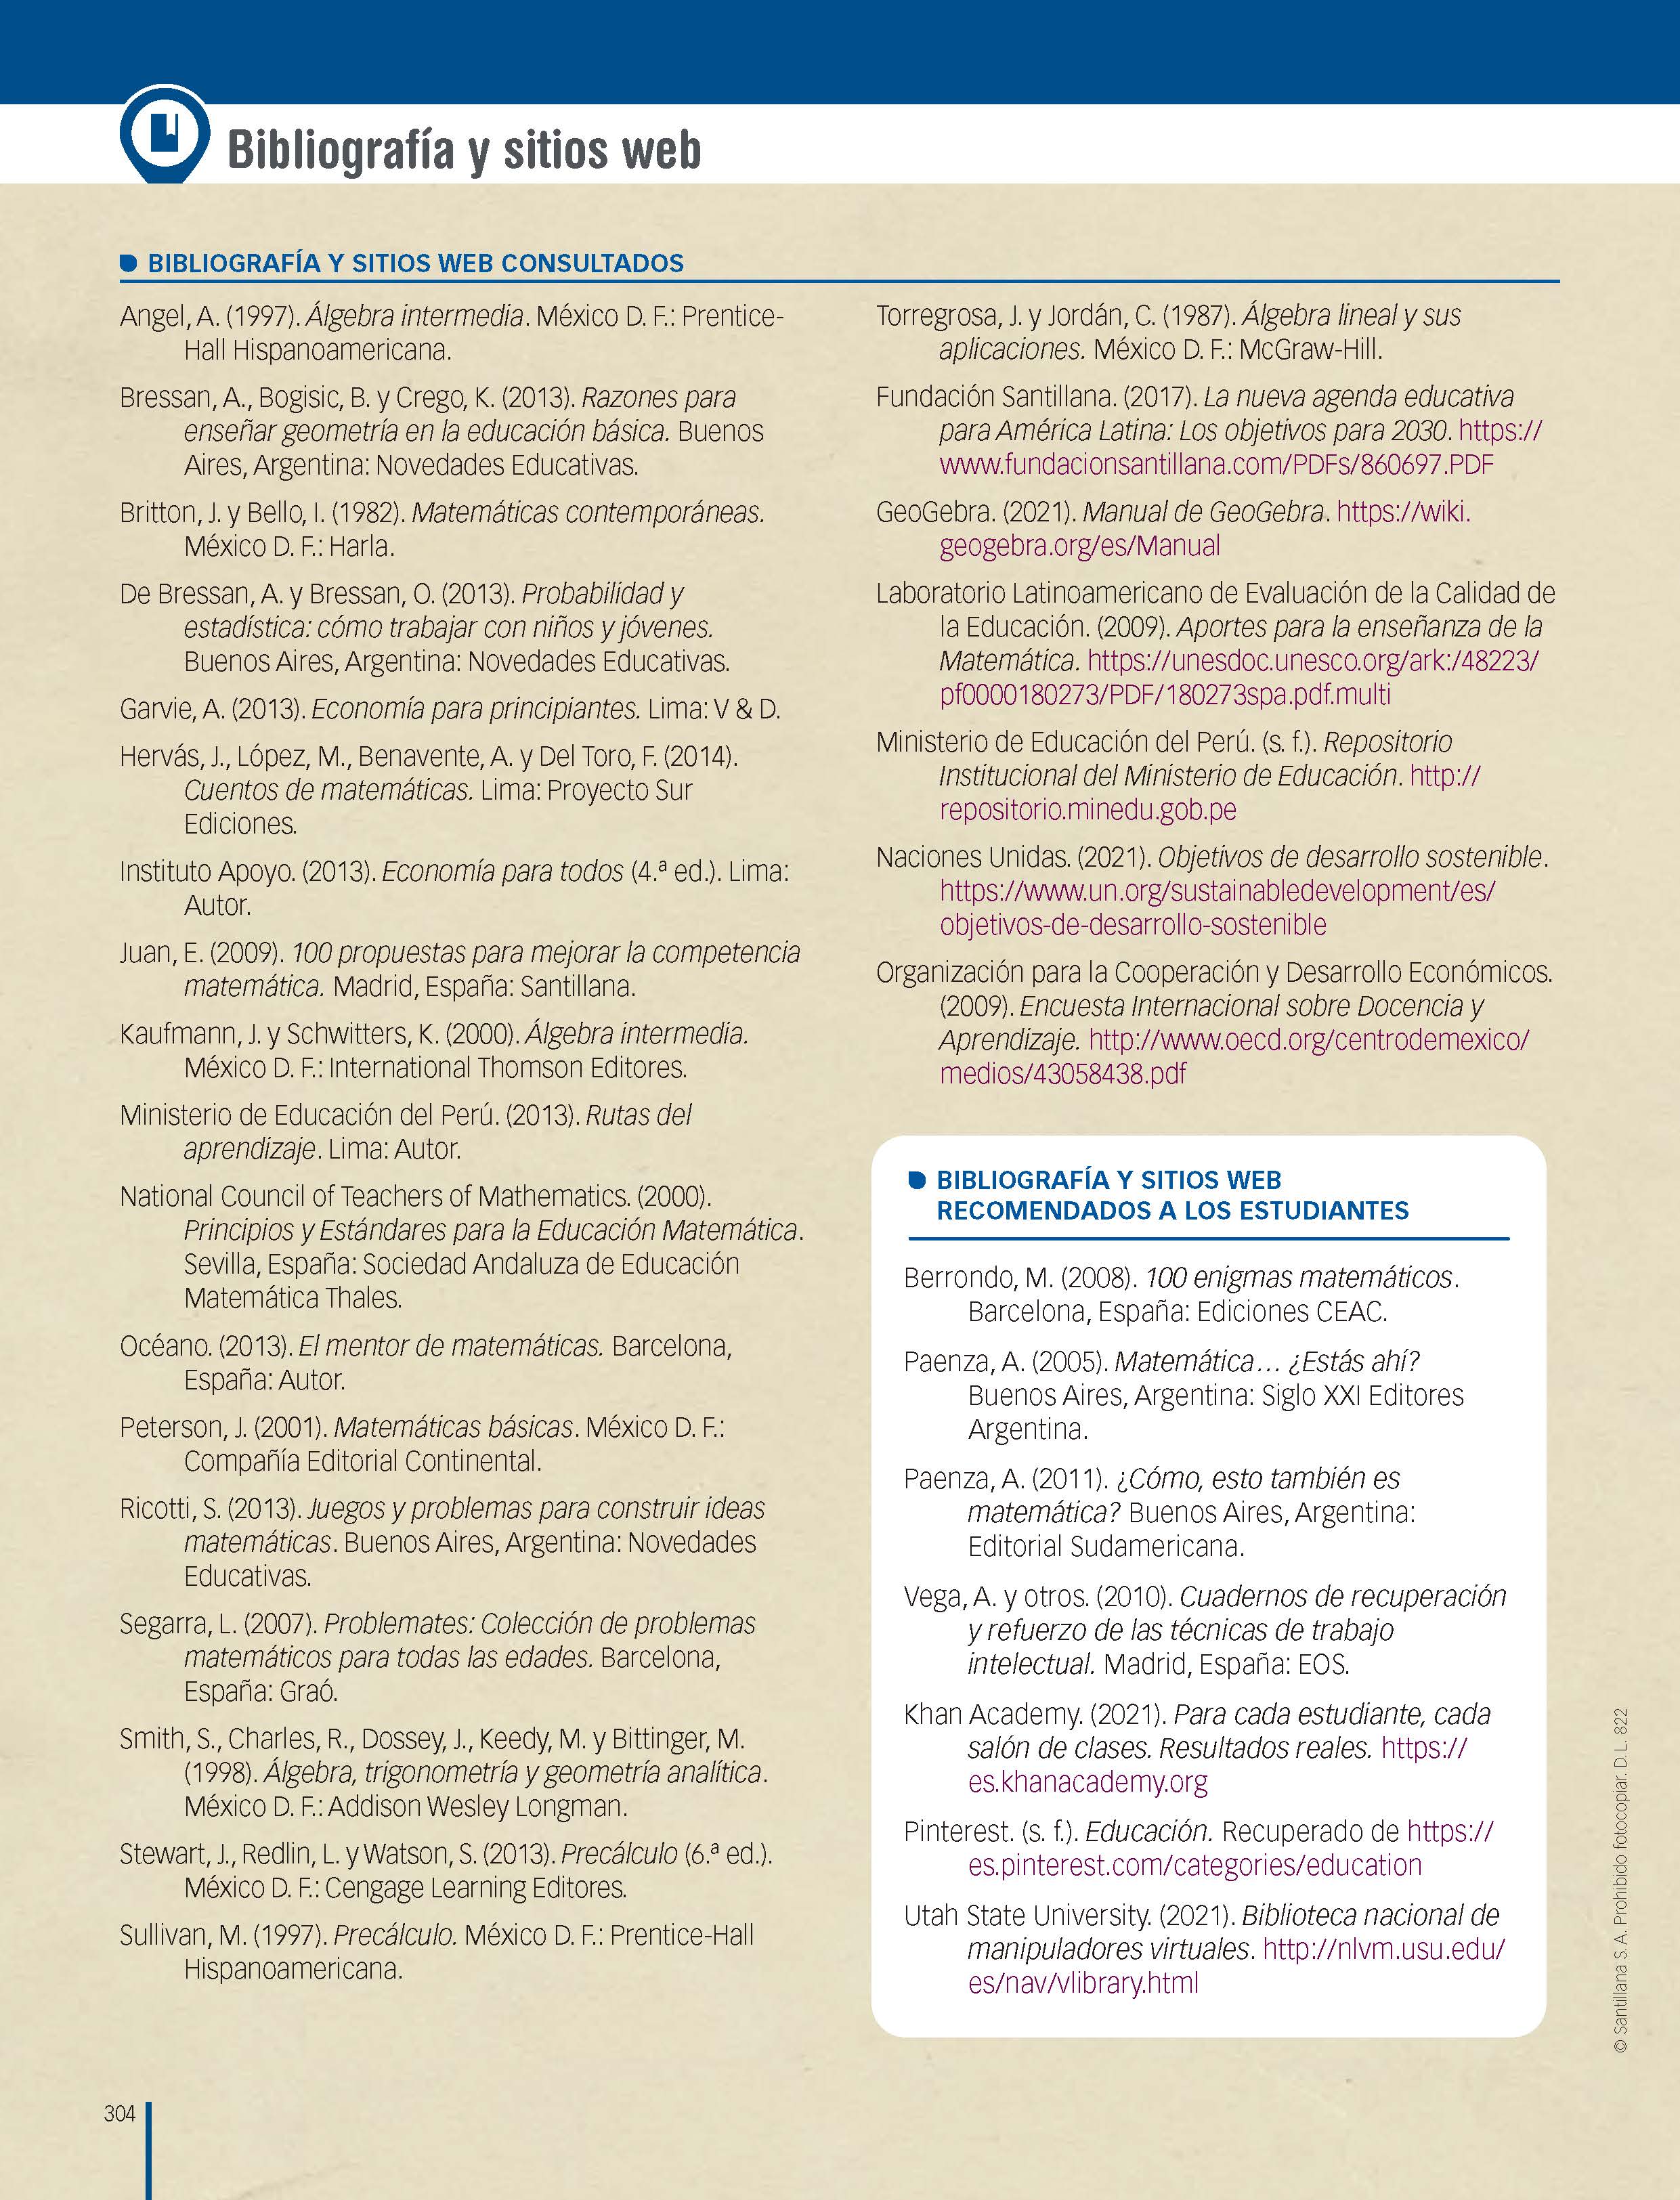 Bibliografía y sitios web
BIBLIOGRAFÍA Y SITIOS WEB CONSULTADOS
Angel, A. (1997). Álgebra intermedia. México D. F.: Prentice-
Hall Hispanoamericana.
Bressan, A., Bogisic, B. y Crego, K. (2013). Razones para
enseñar geometría en la educación básica. Buenos
Aires, Argentina: Novedades Educativas.
Britton, J. y Bello, I. (1982). Matemáticas contemporáneas.
México D. F.: Harla.
De Bressan, A. y Bressan, O. (2013). Probabilidad y
estadística: cómo trabajar con niños y jóvenes.
Buenos Aires, Argentina: Novedades Educativas.
Garvie, A. (2013). Economía para principiantes. Lima: V & D.
Hervás, J., López, M., Benavente, A. y Del Toro, F. (2014).
Cuentos de matemáticas. Lima: Proyecto Sur
Ediciones.
Instituto Apoyo. (2013). Economía para todos (4.ª ed.). Lima:
Autor.
Juan, E. (2009). 100 propuestas para mejorar la competencia
matemática. Madrid, España: Santillana.
Kaufmann, J. y Schwitters, K. (2000). Álgebra intermedia.
México D. F.: International Thomson Editores.
Ministerio de Educación del Perú. (2013). Rutas del
aprendizaje. Lima: Autor.
National Council of Teachers of Mathematics. (2000).
Principios y Estándares para la Educación Matemática.
Sevilla, España: Sociedad Andaluza de Educación
Matemática Thales.
Océano. (2013). El mentor de matemáticas. Barcelona,
España: Autor.
Peterson, J. (2001). Matemáticas básicas. México D. F.:
Compañía Editorial Continental.
Ricotti, S. (2013). Juegos y problemas para construir ideas
matemáticas. Buenos Aires, Argentina: Novedades
Educativas.
Segarra, L. (2007). Problemates: Colección de problemas
matemáticos para todas las edades. Barcelona,
España: Graó.
Smith, S., Charles, R., Dossey, J., Keedy, M. y Bittinger, M.
(1998). Álgebra, trigonometría y geometría analítica.
México D. F.: Addison Wesley Longman.
Stewart, J., Redlin, L. y Watson, S. (2013). Precálculo (6.ª ed.).
México D. F.: Cengage Learning Editores.
Sullivan, M. (1997). Precálculo. México D. F.: Prentice-Hall
Hispanoamericana.
Torregrosa, J. y Jordán, C. (1987). Álgebra lineal y sus
aplicaciones. México D. F.: McGraw-Hill.
Fundación Santillana. (2017). La nueva agenda educativa
para América Latina: Los objetivos para 2030. https://
www.fundacionsantillana.com/PDFs/860697.PDF
GeoGebra. (2021). Manual de GeoGebra. https://wiki.
geogebra.org/es/Manual
Laboratorio Latinoamericano de Evaluación de la Calidad de
la Educación. (2009). Aportes para la enseñanza de la
Matemática. https://unesdoc.unesco.org/ark:/48223/
pf0000180273/PDF/180273spa.pdf.multi
Ministerio de Educación del Perú. (s. f.). Repositorio
Institucional del Ministerio de Educación. http://
repositorio.minedu.gob.pe
Naciones Unidas. (2021). Objetivos de desarrollo sostenible.
https://www.un.org/sustainabledevelopment/es/
objetivos-de-desarrollo-sostenible
Organización para la Cooperación y Desarrollo Económicos.
(2009). Encuesta Internacional sobre Docencia y
Aprendizaje. http://www.oecd.org/centrodemexico/
medios/43058438.pdf
BIBLIOGRAFÍA Y SITIOS WEB
RECOMENDADOS A LOS ESTUDIANTES
Berrondo, M. (2008). 100 enigmas matemáticos.
Barcelona, España: Ediciones CEAC.
Paenza, A. (2005). Matemática… ¿Estás ahí?
Buenos Aires, Argentina: Siglo XXI Editores
Argentina.
Paenza, A. (2011). ¿Cómo, esto también es
matemática? Buenos Aires, Argentina:
Editorial Sudamericana.
Vega, A. y otros. (2010). Cuadernos de recuperación
y refuerzo de las técnicas de trabajo
intelectual. Madrid, España: EOS.
Khan Academy. (2021). Para cada estudiante, cada
salón de clases. Resultados reales. https://
es.khanacademy.org
Pinterest. (s. f.). Educación. Recuperado de https://
es.pinterest.com/categories/education
Utah State University. (2021). Biblioteca nacional de
manipuladores virtuales. http://nlvm.usu.edu/
es/nav/vlibrary.html
© Santillana S. A. Prohibido fotocopiar. D. L. 822
304